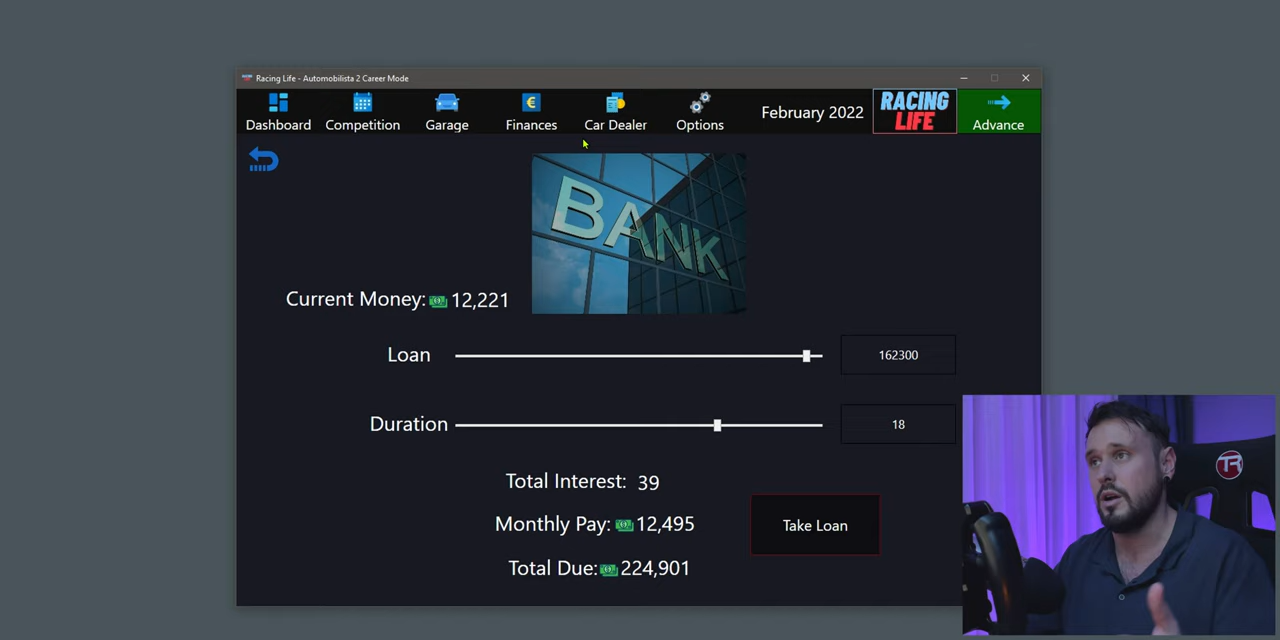 Racing Life - Automobilista 2 Career Mode
Dashboard
Competition
Garage
Finances
Car Dealer
Options
February 2022
RACING
LIFE
Advance
BANK
Current Money: 12,221
Loan
162300
Duration
18
Total Interest: 39
Monthly Pay: 12,495
Take Loan
Total Due: 224,901
TR